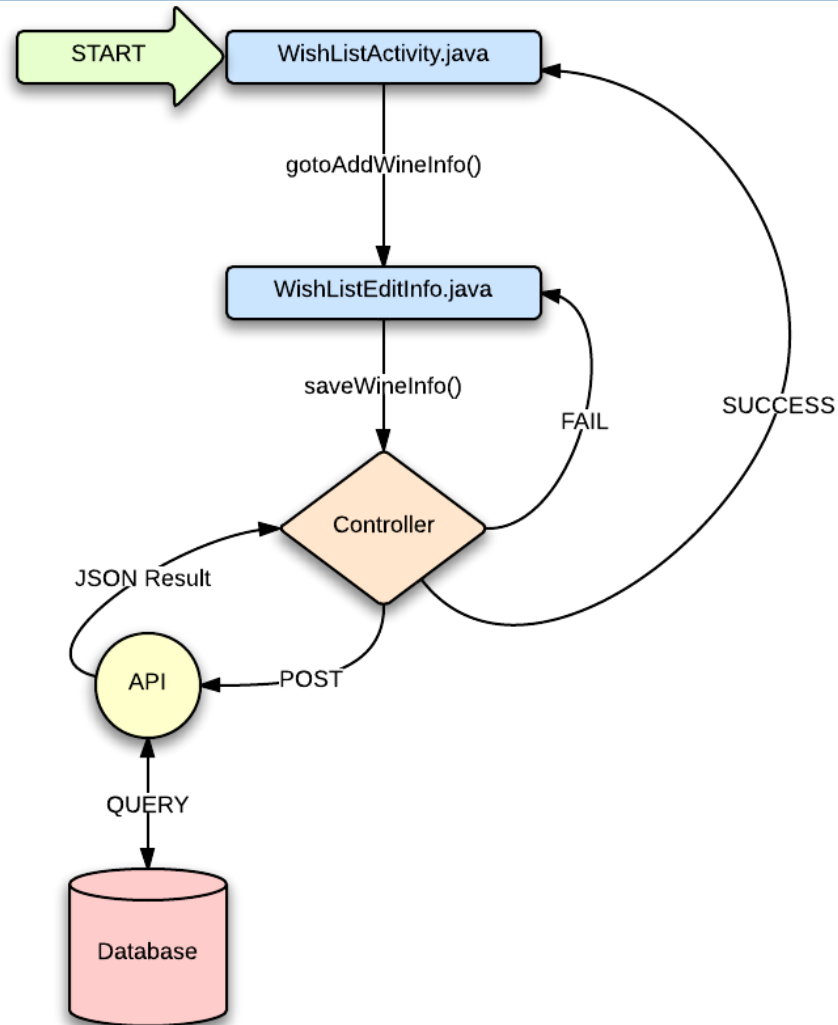 START
WishListActivity.java
gotoAddWineInfo()
WishListEditInfo.java
saveWineInfo()
SUCCESS
FAIL
Controller
JSON Result
API
POST
QUERY
Database